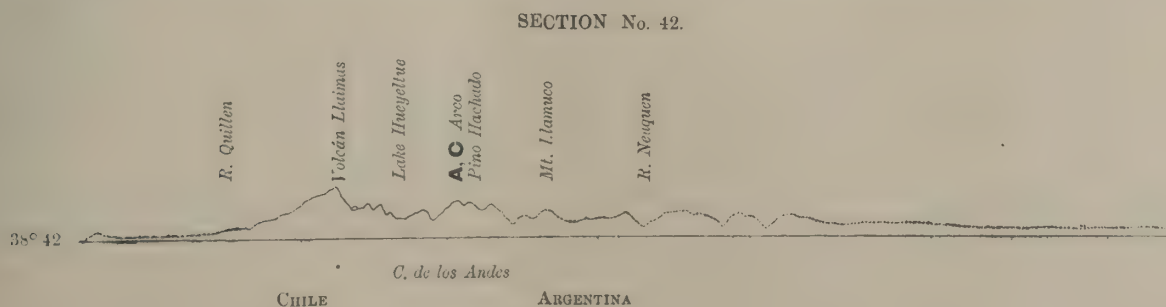 SECTION No. 42.
R. Quillen
Volcán Llaimas
Lake Hueyeltue
A, C Arco
Pino Hachado
Mt. Llamuco
R. Neuquen
38° 42
C. de los Andes
CHILE
ARGENTINA